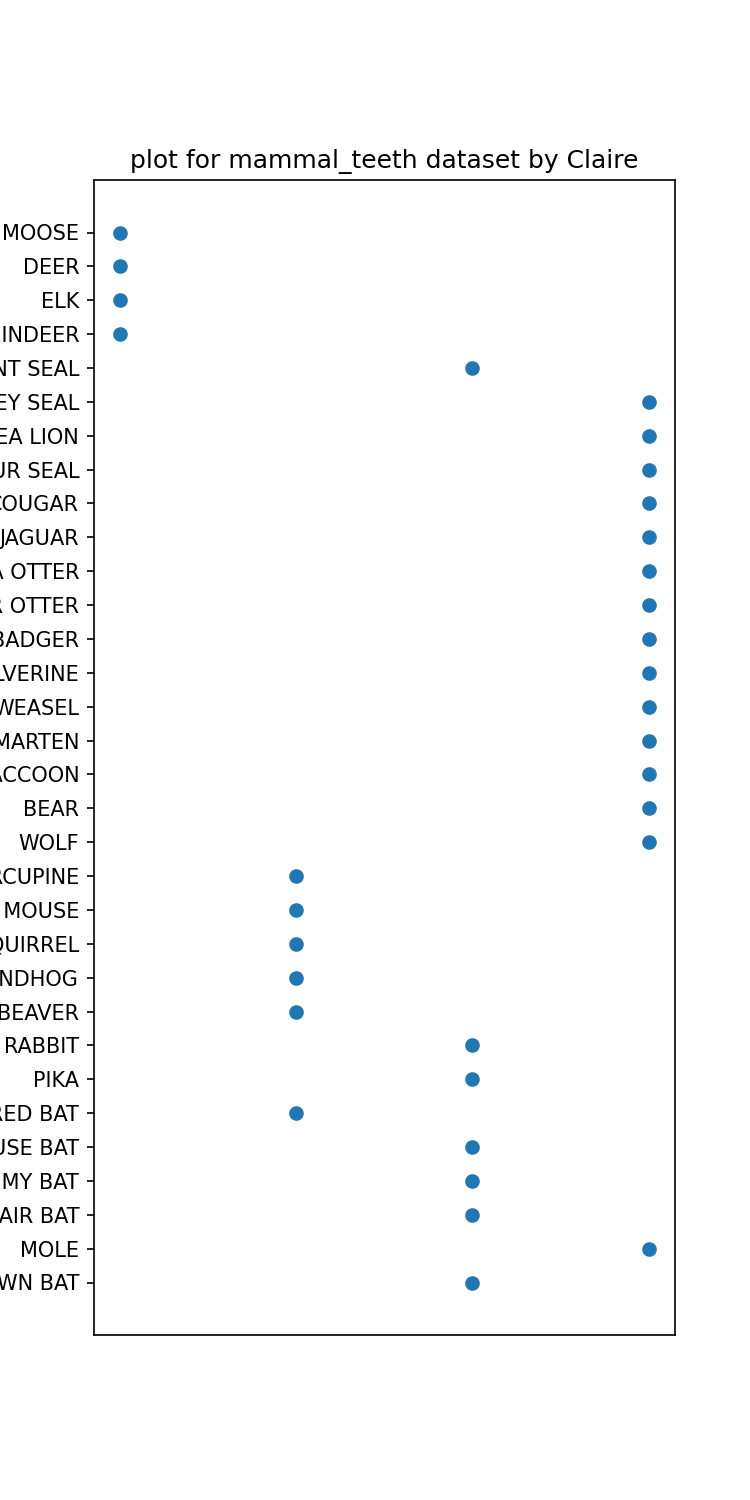 plot for mammal_teeth dataset by Claire
MOOSE
DEER
ELK
INDEER
NT SEAL
EY SEAL
EA LION
UR SEAL
COUGAR
JAGUAR
A OTTER
R OTTER
BADGER
LVERINE
WEASEL
MARTEN
ACCOON
BEAR
WOLF
RCUPINE
MOUSE
QUIRREL
NDHOG
BEAVER
RABBIT
PIKA
RED BAT
USE BAT
MY BAT
AIR BAT
MOLE
WN BAT